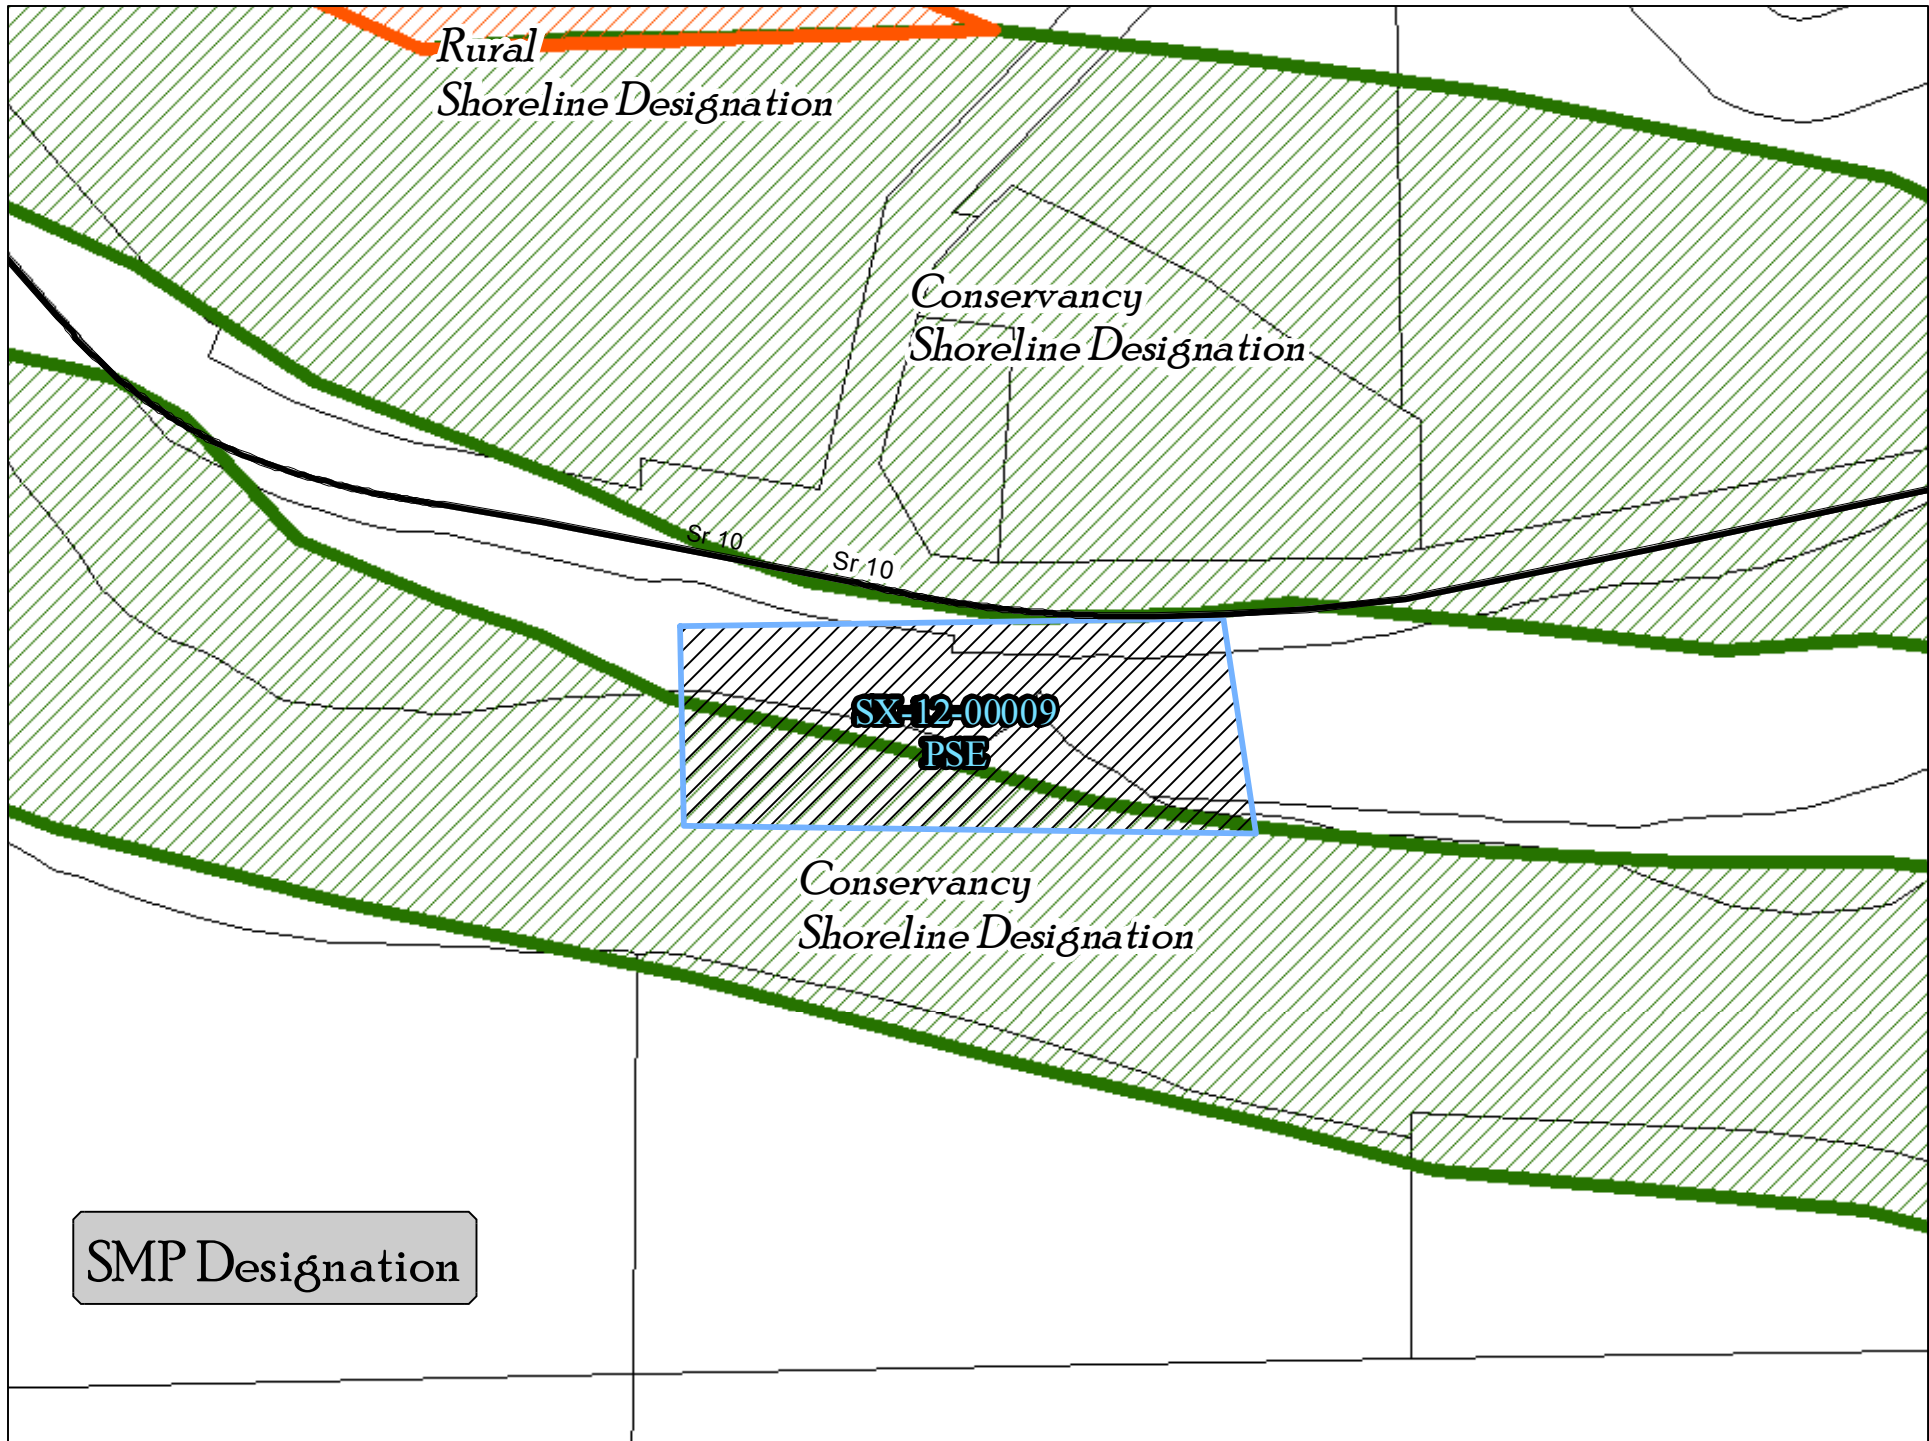 Rural
Shoreline Designation
Conservancy
Shoreline Designation
Sr 10
Sr 10
SX-12-00009
PSE
Conservancy
Shoreline Designation
SMP Designation